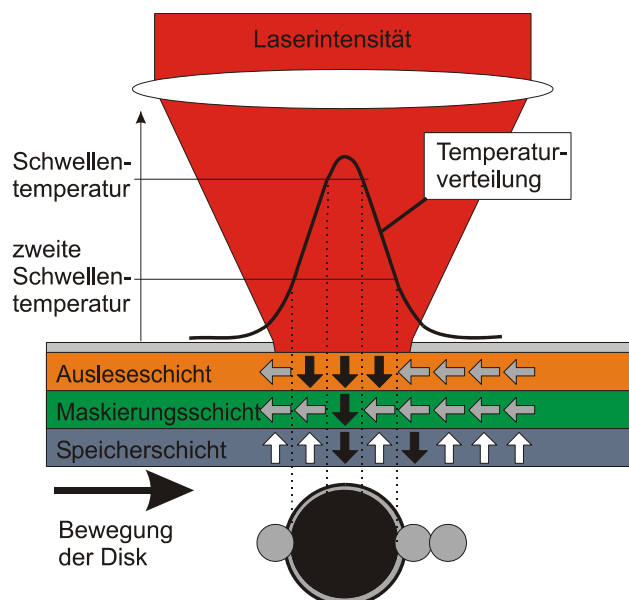 Laserintensität
Schwellen-
temperatur
Temperatur-
verteilung
zweite
Schwellen-
temperatur
Ausleseschicht
Maskierungsschicht
Speicherschicht
Bewegung
der Disk